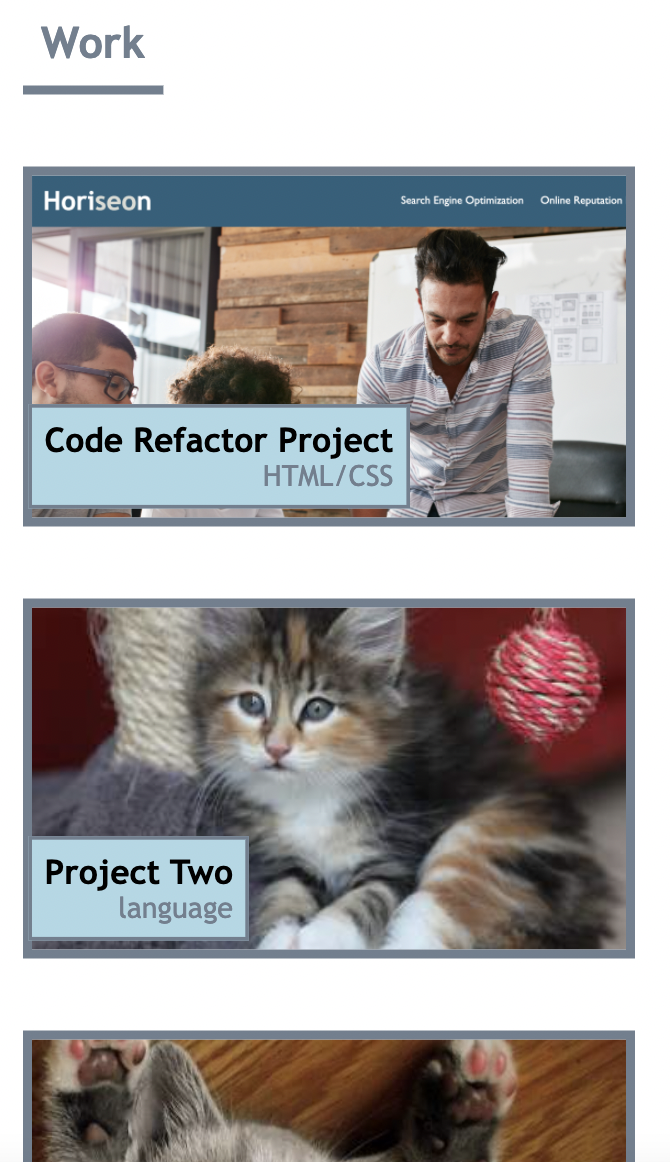 Work
Horiseon
Search Engine Optimization Online Reputation
Code Refactor Project
HTML/CSS
Project Two
language